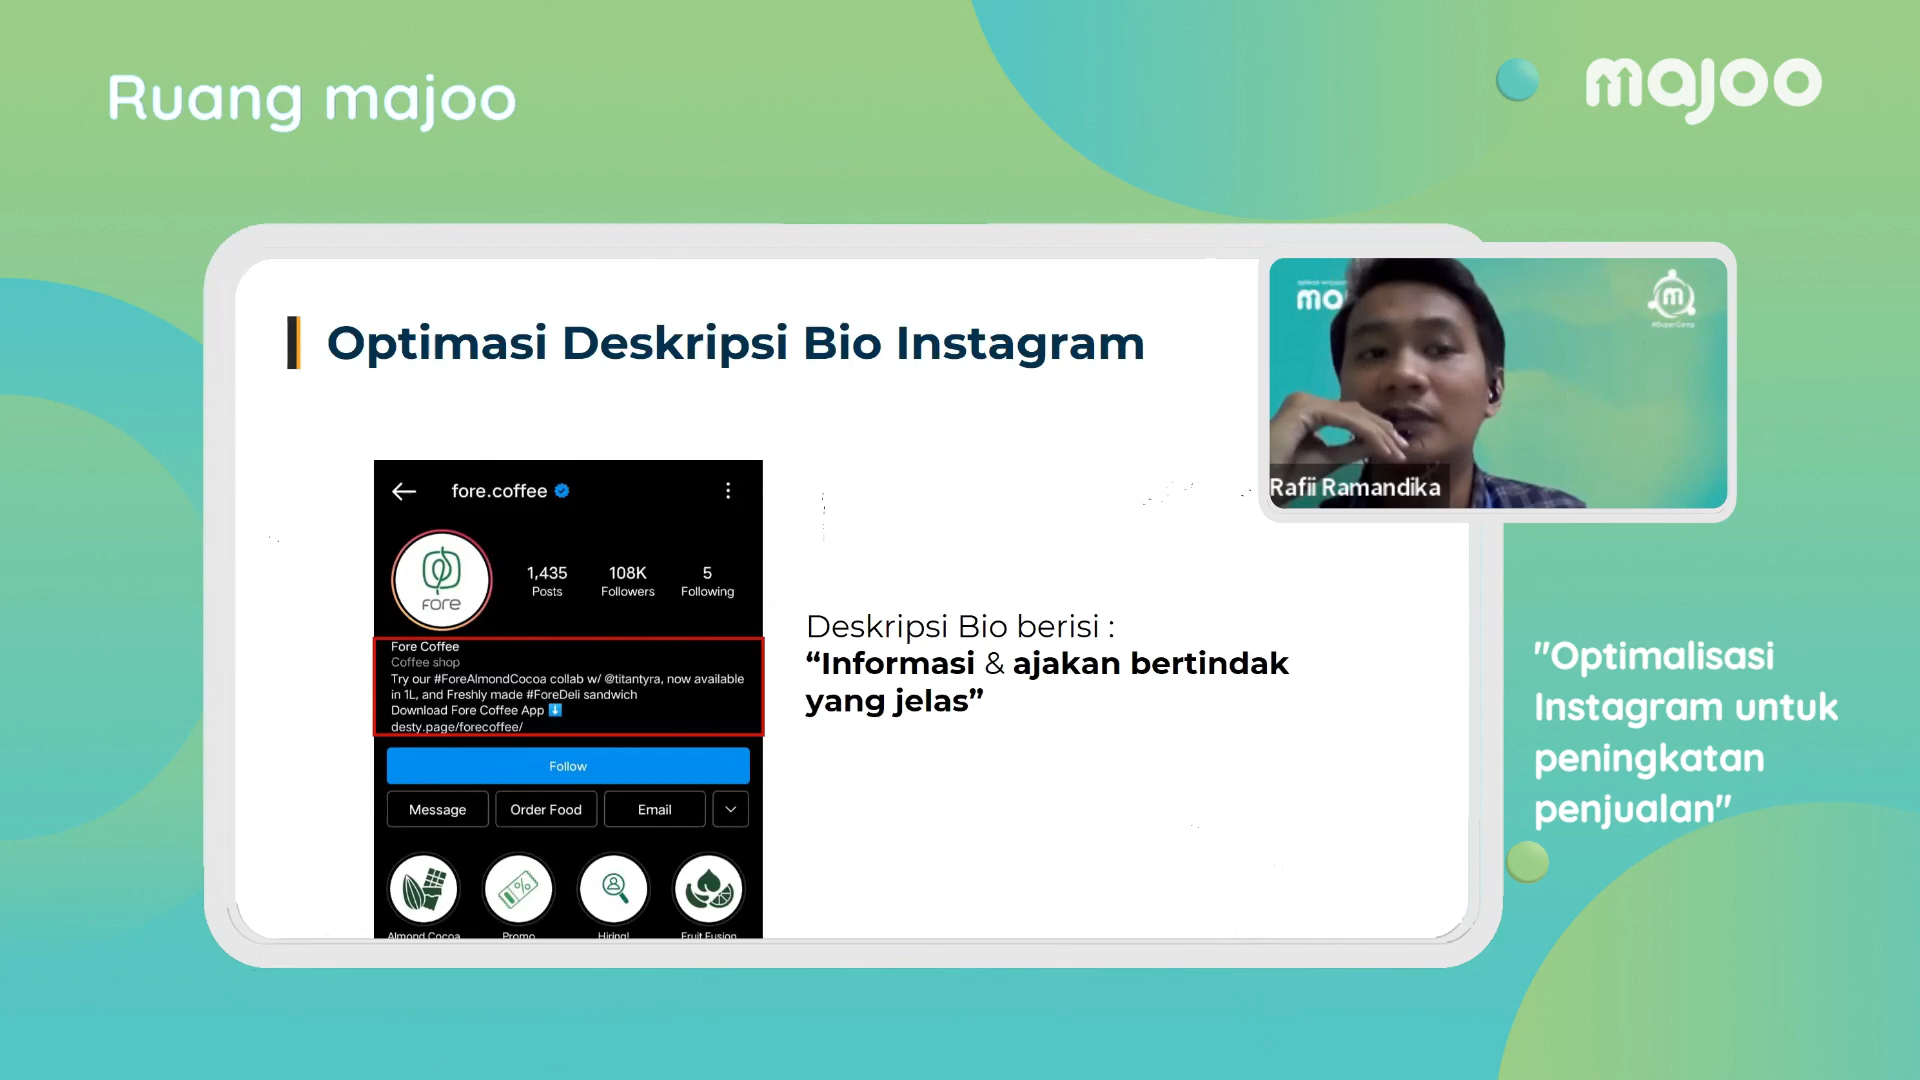 Ruang majoo
majoo
Optimasi Deskripsi Bio Instagram
mo
m
Rafii Ramandika
fore.coffee
FORE
1,435
Posts
108K
Followers
5
Following
Fore Coffee
Coffee shop
Try our #ForeAlmondCocoa collab w/ @titantyra, now available
in 1L, and Freshly made #ForeDeli sandwich
Download Fore Coffee App ⬇️
desty.page/forecoffee/
Follow
Message
Order Food
Email
Almond Cocoa
Promo
Hiring!
Fruit Fusion
Deskripsi Bio berisi :
“Informasi & ajakan bertindak
yang jelas”
"Optimalisasi
Instagram untuk
peningkatan
penjualan"